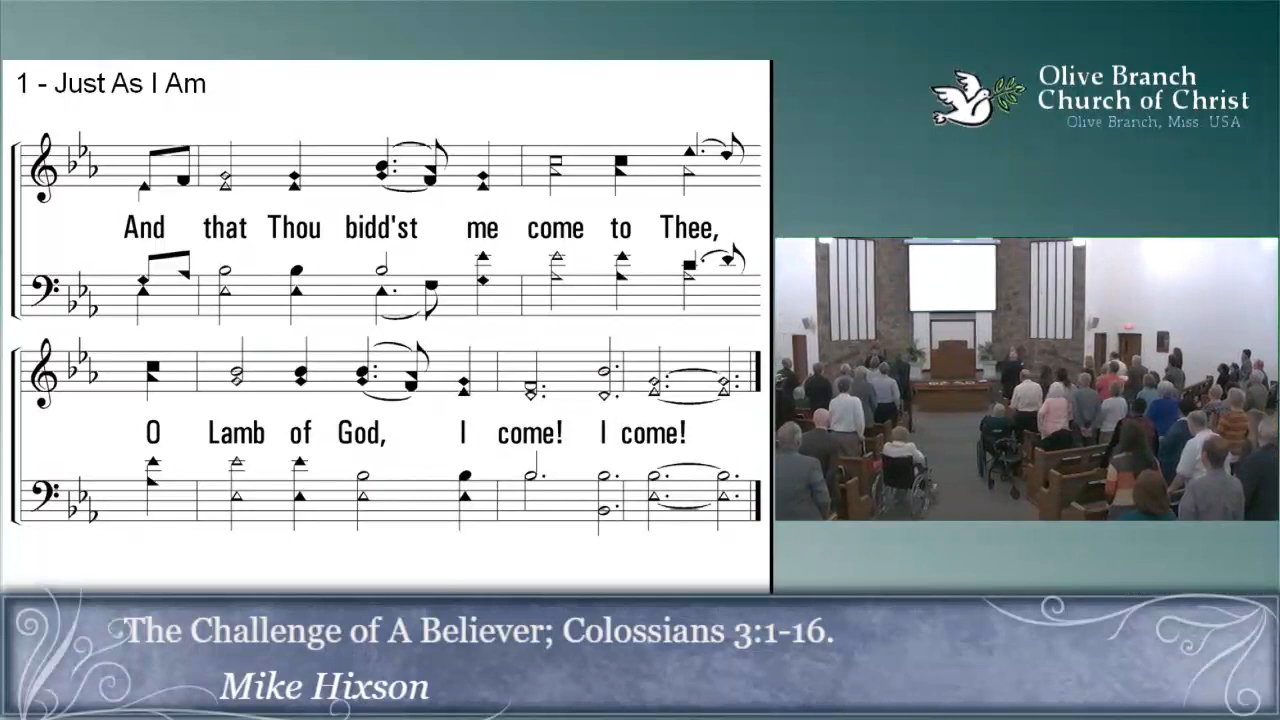 1 - Just As I Am
And that Thou bidd'st me come to Thee,
O Lamb of God, I come! I come!
Olive Branch
Church of Christ
Olive Branch, Miss USA
The Challenge of A Believer; Colossians 3:1-16.
Mike Hixson